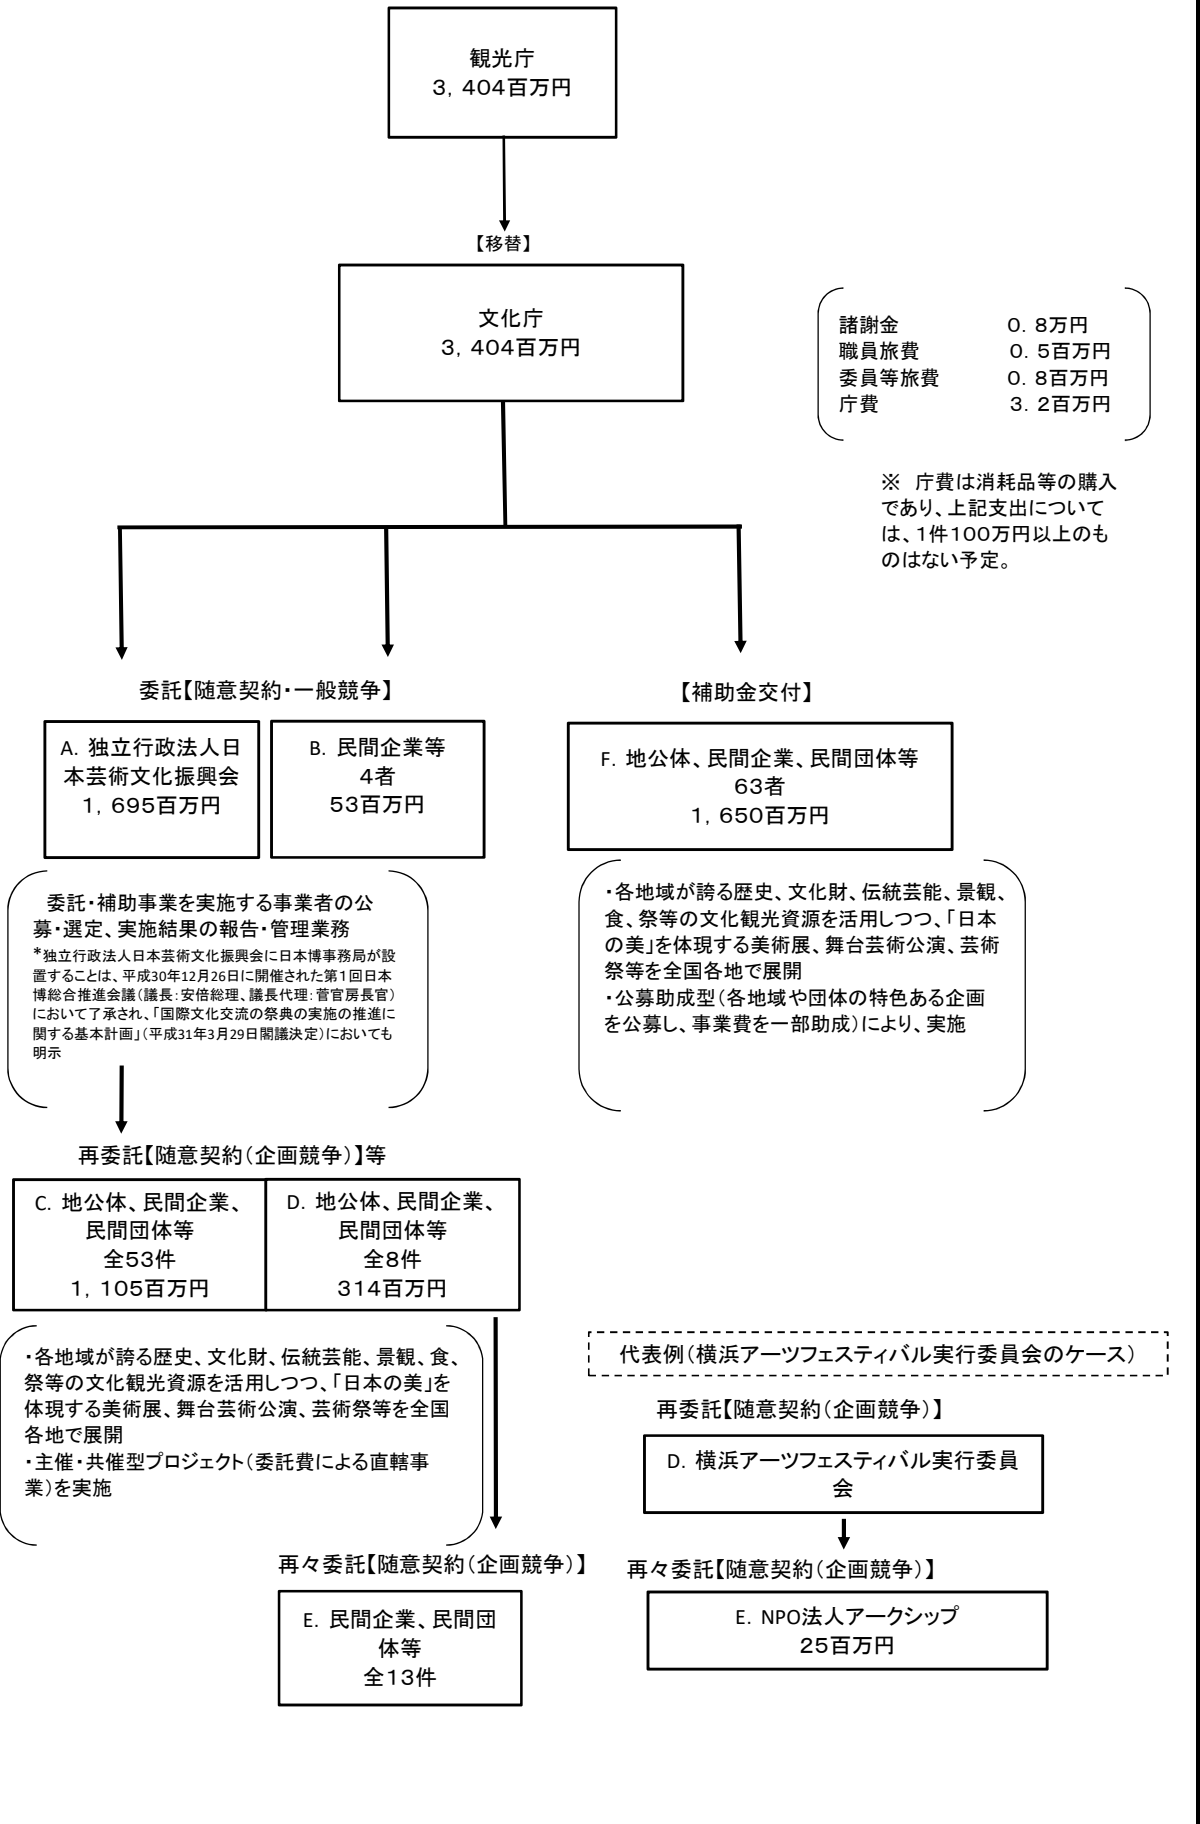 観光庁
3，404百万円
【移替】
文化庁
3，404百万円
諸謝金 0．8万円
職員旅費 0．5百万円
委員等旅費 0．8百万円
庁費 3．2百万円
※　庁費は消耗品等の購入
であり、上記支出について
は、1件100万円以上のも
のはない予定。
委託【随意契約・一般競争】
【補助金交付】
A．独立行政法人日
本芸術文化振興会
1，695百万円
B．民間企業等
4者
53百万円
F．地公体、民間企業、民間団体等
63者
1，650百万円
委託・補助事業を実施する事業者の公
募・選定、実施結果の報告・管理業務
*独立行政法人日本芸術文化振興会に日本博事務局が設
置することは、平成30年12月26日に開催された第1回日本
博総合推進会議（議長：安倍総理、議長代理：菅官房長官）
において了承され、「国際文化交流の祭典の実施の推進に
関する基本計画」（平成31年3月29日閣議決定）においても
明示
・各地域が誇る歴史、文化財、伝統芸能、景観、
食、祭等の文化観光資源を活用しつつ、「日本
の美」を体現する美術展、舞台芸術公演、芸術
祭等を全国各地で展開
・公募助成型（各地域や団体の特色ある企画
を公募し、事業費を一部助成）により、実施
再委託【随意契約（企画競争）】等
C．地公体、民間企業、
民間団体等
全53件
1，105百万円
D．地公体、民間企業、
民間団体等
全8件
314百万円
・各地域が誇る歴史、文化財、伝統芸能、景観、食、
祭等の文化観光資源を活用しつつ、「日本の美」を
体現する美術展、舞台芸術公演、芸術祭等を全国
各地で展開
・主催・共催型プロジェクト（委託費による直轄事
業）を実施
再々委託【随意契約（企画競争）】
E．民間企業、民間団
体等
全13件
代表例（横浜アーツフェスティバル実行委員会のケース）
再委託【随意契約（企画競争）】
D．横浜アーツフェスティバル実行委員
会
再々委託【随意契約（企画競争）】
E．NPO法人アークシップ
25百万円